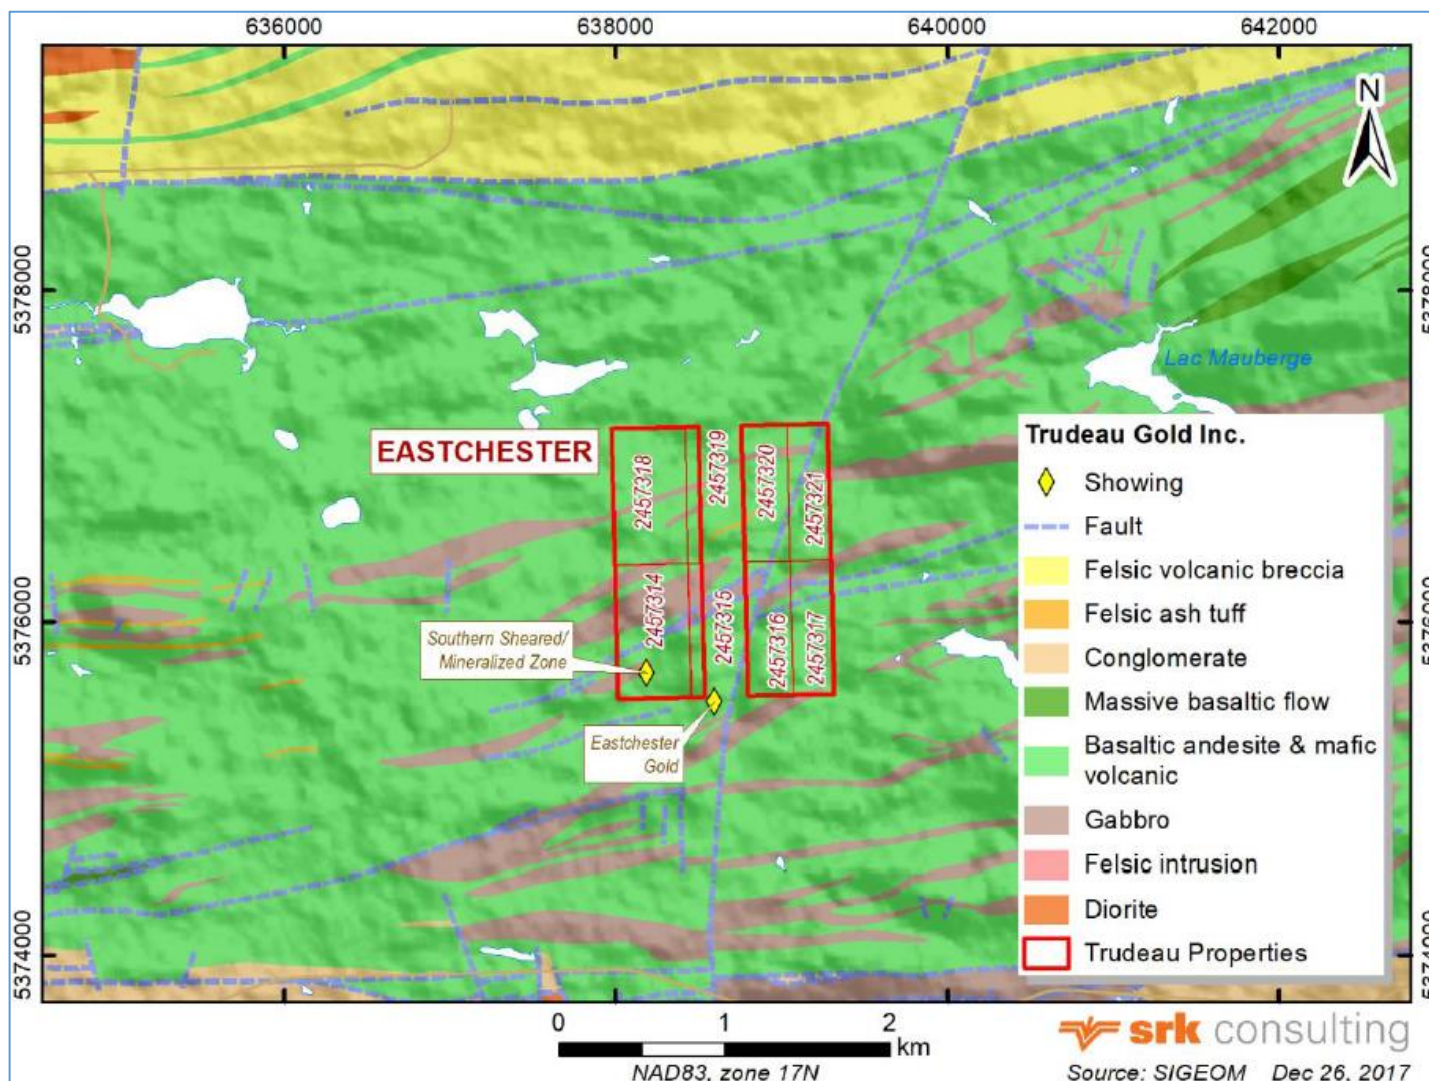 636000
638000
640000
642000
N
5378000
5378000
Lac Mauberge
EASTCHESTER
2457318
2457319
2457320
2457321
Trudeau Gold Inc.
Showing
Fault
Felsic volcanic breccia
Felsic ash tuff
Conglomerate
Massive basaltic flow
Basaltic andesite & mafic
volcanic
Gabbro
Felsic intrusion
Diorite
Trudeau Properties
5376000
5376000
2457314
2457315
2457316
2457317
Southern Sheared/
Mineralized Zone
Eastchester
Gold
5374000
5374000
0
1
2
km
NAD83, zone 17N
srk consulting
Source: SIGEOM Dec 26, 2017